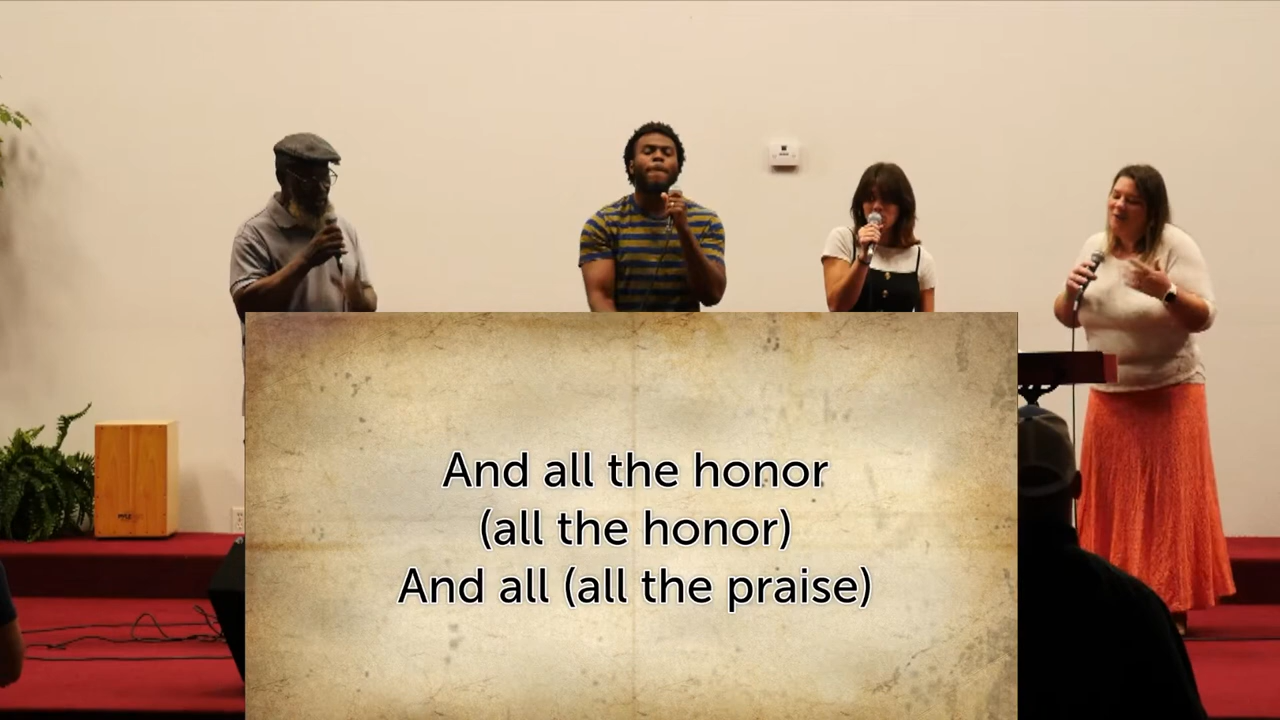 And all the honor
(all the honor)
And all (all the praise)